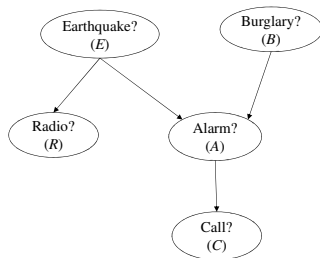 Earthquake?
(E)
Burglary?
(B)
Radio?
(R)
Alarm?
(A)
Call?
(C)